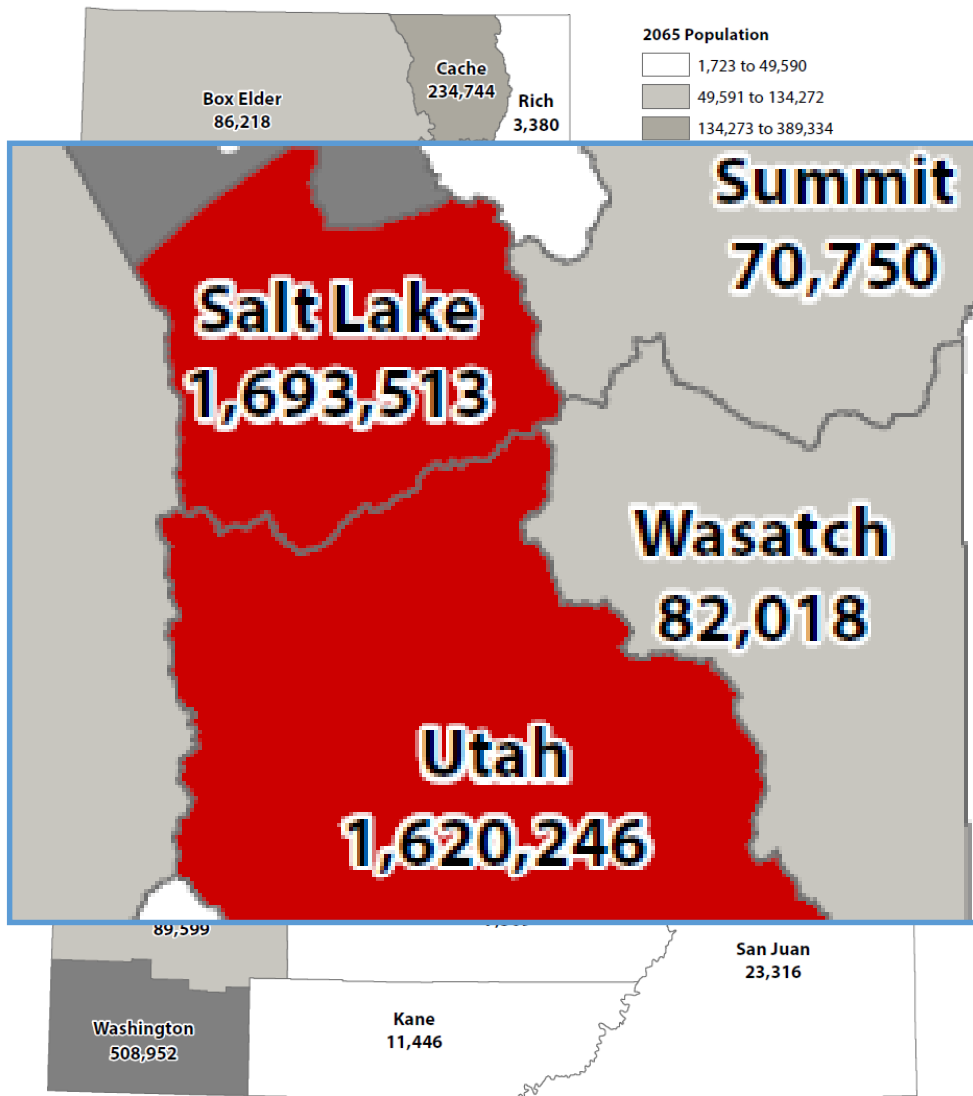 2065 Population
1,723 to 49,590
49,591 to 134,272
134,273 to 389,334
Cache
234,744
Box Elder
86,218
Rich
3,380
Summit
70,750
Salt Lake
1,693,513
Wasatch
82,018
Utah
1,620,246
89,599
San Juan
23,316
Washington
508,952
Kane
11,446